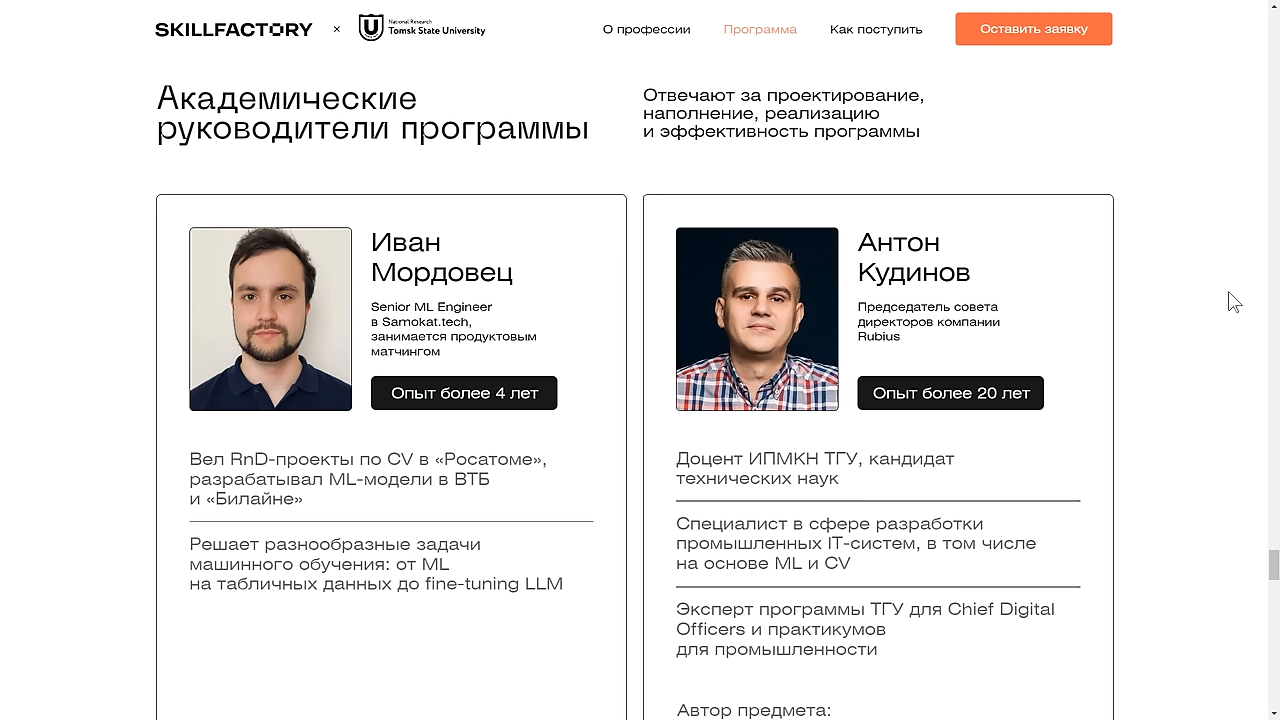 SKILLFACTORY × National Research
Tomsk State University
О профессии
Программа
Как поступить
Оставить заявку
Академические
руководители программы
Отвечают за проектирование,
наполнение, реализацию
и эффективность программы
Иван
Мордовец
Senior ML Engineer
в Samokat.tech,
занимается продуктовым
матчингом
Опыт более 4 лет
Вел RnD-проекты по CV в «Росатоме»,
разрабатывал ML-модели в ВТБ
и «Билайне»
Решает разнообразные задачи
машинного обучения: от ML
на табличных данных до fine-tuning LLM
Антон
Кудинов
Председатель совета
директоров компании
Rubius
Опыт более 20 лет
Доцент ИПМКН ТГУ, кандидат
технических наук
Специалист в сфере разработки
промышленных IT-систем, в том числе
на основе ML и CV
Эксперт программы ТГУ для Chief Digital
Officers и практикумов
для промышленности
Автор предмета: